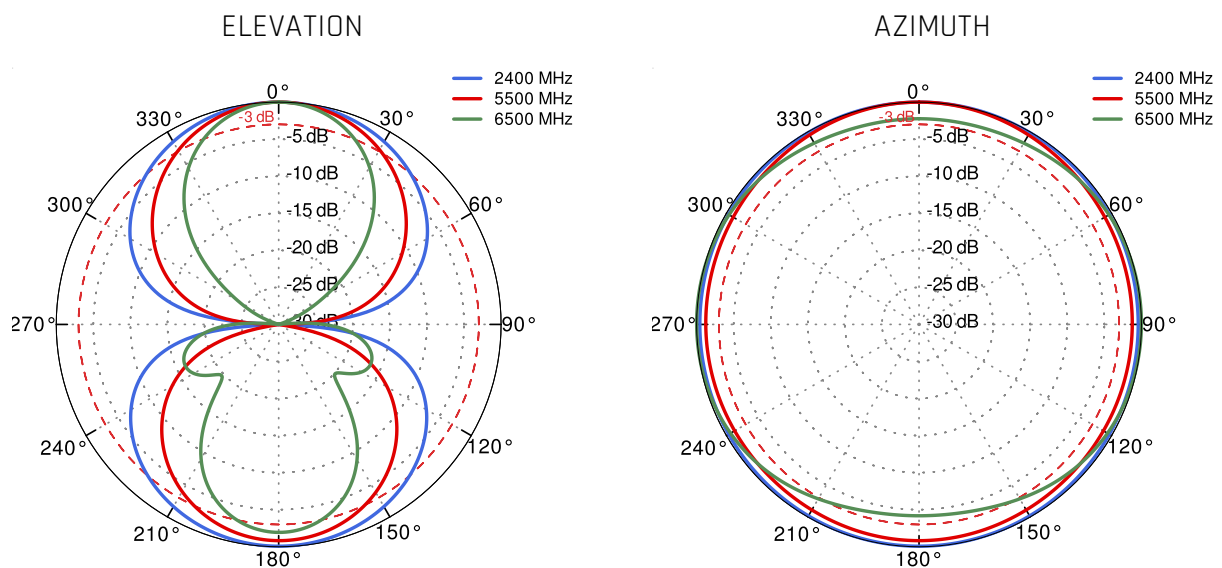 ELEVATION
2400 MHz
5500 MHz
6500 MHz
0°
330°
-3 dB
30°
-5 dB
-10 dB
300°
60°
-15 dB
-20 dB
-25 dB
270°
-30 dB
90°
240°
120°
210°
150°
180°
AZIMUTH
2400 MHz
5500 MHz
6500 MHz
0°
330°
-3 dB
30°
-5 dB
-10 dB
300°
60°
-15 dB
-20 dB
-25 dB
270°
-30 dB
90°
240°
120°
210°
150°
180°